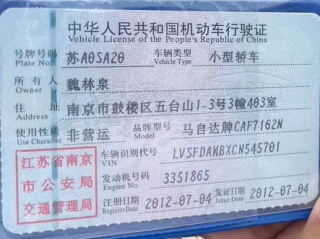 中华人民共和国机动车行驶证
Vehicle License of the People's Republic of China
号牌号码 苏A0SA20 车辆类型 小型轿车
Plate No. Vehicle Type
所有人 魏林泉
Owner
住址 南京市鼓楼区五台山1-3号3幢403室
Address
使用性质 非营运 品牌型号 马自达牌CAF7162N
Use Character Model
江苏省南京
市公安局
交通管理局
车辆识别代号 LVSFDAMBXCN545701
VIN
发动机号码 3351865
Engine No.
注册日期 2012-07-04 发证日期 2012-07-04
Register Date Issue Date